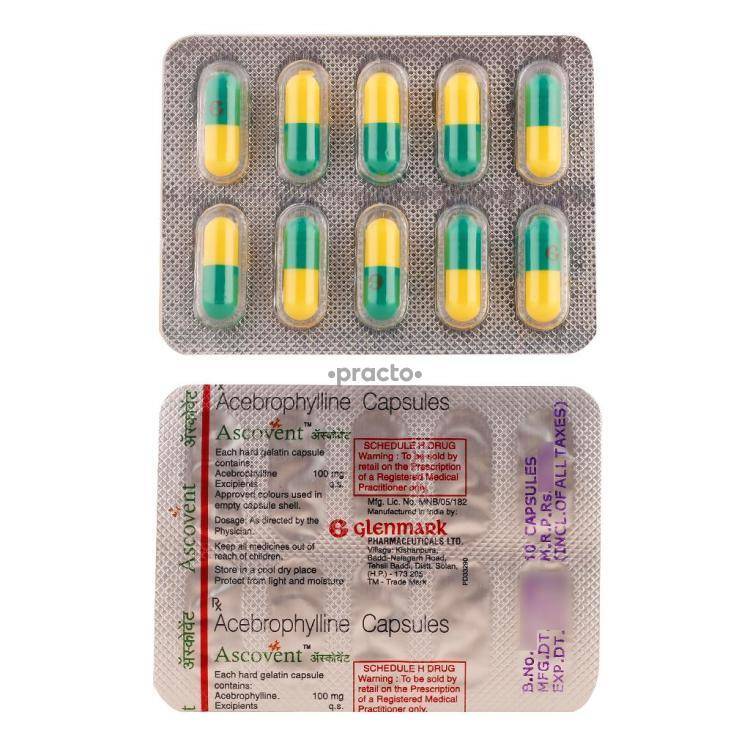 G
G
G
•practo•
Rx
Acebrophylline Capsules
Ascovent™ अ‍ॅस्कोवेंट
Each hard gelatin capsule
contains:
Acebrophylline 100 mg
Excipients q.s.
Approved colours used in
empty capsule shell.
Dosage: As directed by the
Physician.
Keep all medicines out of
reach of children.
Store in a cool dry place
Protect from light and moisture
SCHEDULE H DRUG
Warning : To be sold by
retail on the Prescription
of a Registered Medical
Practitioner only.
Mfg. Lic. No. MNB/05/182
Manufactured in India by:
G Glenmark
PHARMACEUTICALS LTD.
Village: Kishanpura,
Baddi-Nalagarh Road,
Tehsil Baddi, Distt. Solan,
(H.P.) - 173 205
TM - Trade Mark
Rx
Acebrophylline Capsules
Ascovent™ अ‍ॅस्कोवेंट
Each hard gelatin capsule
contains:
Acebrophylline. 100 mg
Excipients q.s.
SCHEDULE H DRUG
Warning : To be sold by
retail on the Prescription
of a Registered Medical
Practitioner only.
अ‍ॅस्कोवेंट
Ascovent
अ‍ॅस्कोवेंट
10 CAPSULES
M.R.P.Rs.
(INCL.OF ALL TAXES)
B.No.
MFG.DT.
EXP.DT.